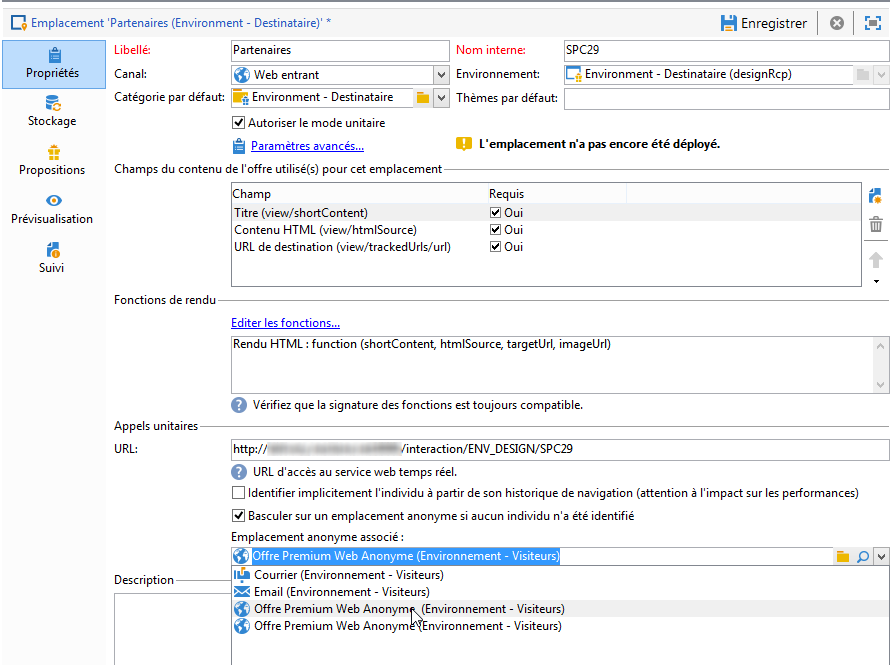 Emplacement 'Partenaires (Environment - Destinataire)' *
Enregistrer
Propriétés
Stockage
Propositions
Prévisualisation
Suivi
Libellé: Partenaires Nom interne: SPC29
Canal: Web entrant Environnement: Environment - Destinataire (designRcp)
Catégorie par défaut: Environment - Destinataire Thèmes par défaut:
Autoriser le mode unitaire
Paramètres avancés... L'emplacement n'a pas encore été déployé.
Champs du contenu de l'offre utilisé(s) pour cet emplacement
Champ Requis
Titre (view/shortContent) Oui
Contenu HTML (view/htmlSource) Oui
URL de destination (view/trackedUrls/url) Oui
Fonctions de rendu
Editer les fonctions...
Rendu HTML : function (shortContent, htmlSource, targetUrl, imageUrl)
Vérifiez que la signature des fonctions est toujours compatible.
Appels unitaires
URL: http:// /interaction/ENV_DESIGN/SPC29
URL d'accès au service web temps réel.
Identifier implicitement l'individu à partir de son historique de navigation (attention à l'impact sur les performances)
Basculer sur un emplacement anonyme si aucun individu n'a été identifié
Emplacement anonyme associé :
Offre Premium Web Anonyme (Environnement - Visiteurs)
Courrier (Environnement - Visiteurs)
Email (Environnement - Visiteurs)
Offre Premium Web Anonyme (Environnement - Visiteurs)
Offre Premium Web Anonyme (Environnement - Visiteurs)
Description